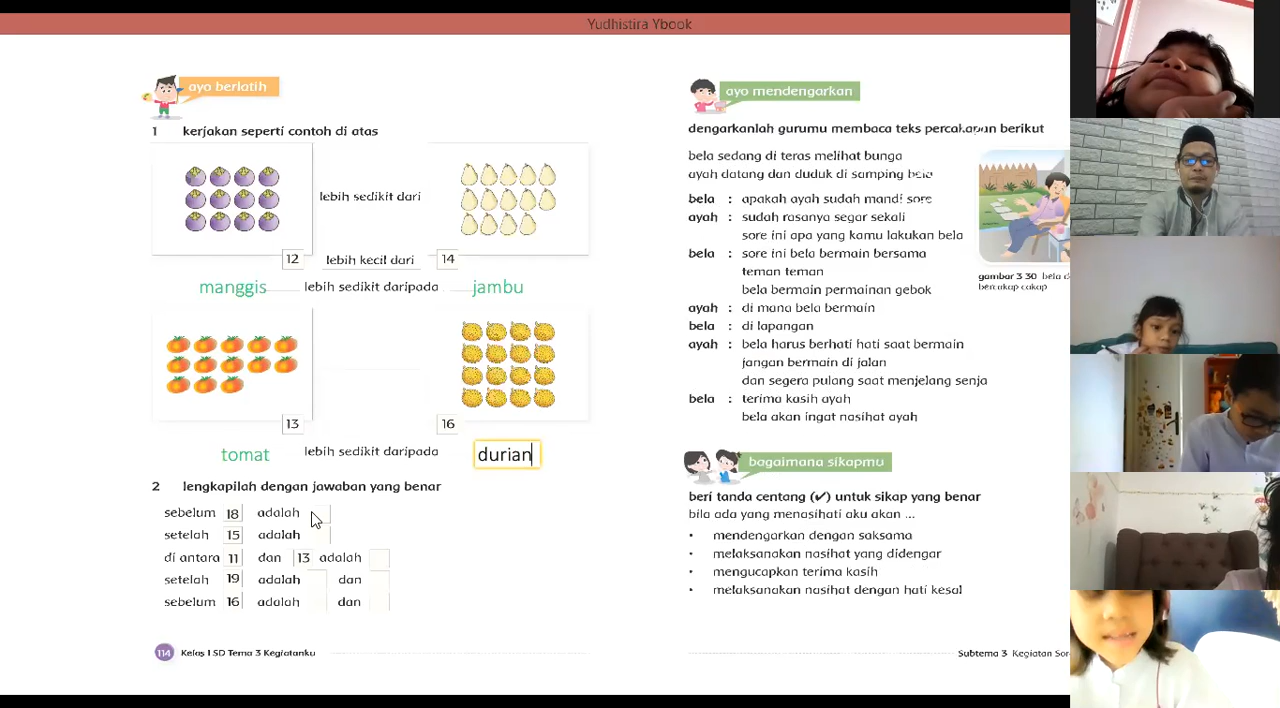 Yudhistira Ybook
ayo berlatih
1 kerjakan seperti contoh di atas
lebih sedikit dari
12 lebih kecil dari 14
manggis lebih sedikit daripada jambu
13 16
tomat lebih sedikit daripada durian
2 lengkapilah dengan jawaban yang benar
sebelum 18 adalah
setelah 15 adalah
di antara 11 dan 13 adalah
setelah 19 adalah dan
sebelum 16 adalah dan
114 Kelas I SD Tema 3 Kegiatanku
ayo mendengarkan
dengarkanlah gurumu membaca teks percakapan berikut
bela sedang di teras melihat bunga
ayah datang dan duduk di samping bela
bela : apakah ayah sudah mandi sore
ayah : sudah rasanya segar sekali
sore ini apa yang kamu lakukan bela
bela : sore ini bela bermain bersama
teman teman
bela bermain permainan gebok
ayah : di mana bela bermain
bela : di lapangan
ayah : bela harus berhati hati saat bermain
jangan bermain di jalan
dan segera pulang saat menjelang senja
bela : terima kasih ayah
bela akan ingat nasihat ayah
gambar 3 30 bela d
bercakap cakap
bagaimana sikapmu
beri tanda centang (✔) untuk sikap yang benar
bila ada yang menasihati aku akan ...
• mendengarkan dengan saksama
• melaksanakan nasihat yang didengar
• mengucapkan terima kasih
• melaksanakan nasihat dengan hati kesal
Subtema 3 Kegiatan Sor